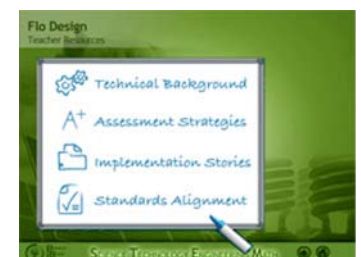 Flo Design
Teacher Resources
Technical Background
A+ Assessment Strategies
Implementation Stories
Standards Alignment
Science Technology Engineering Math